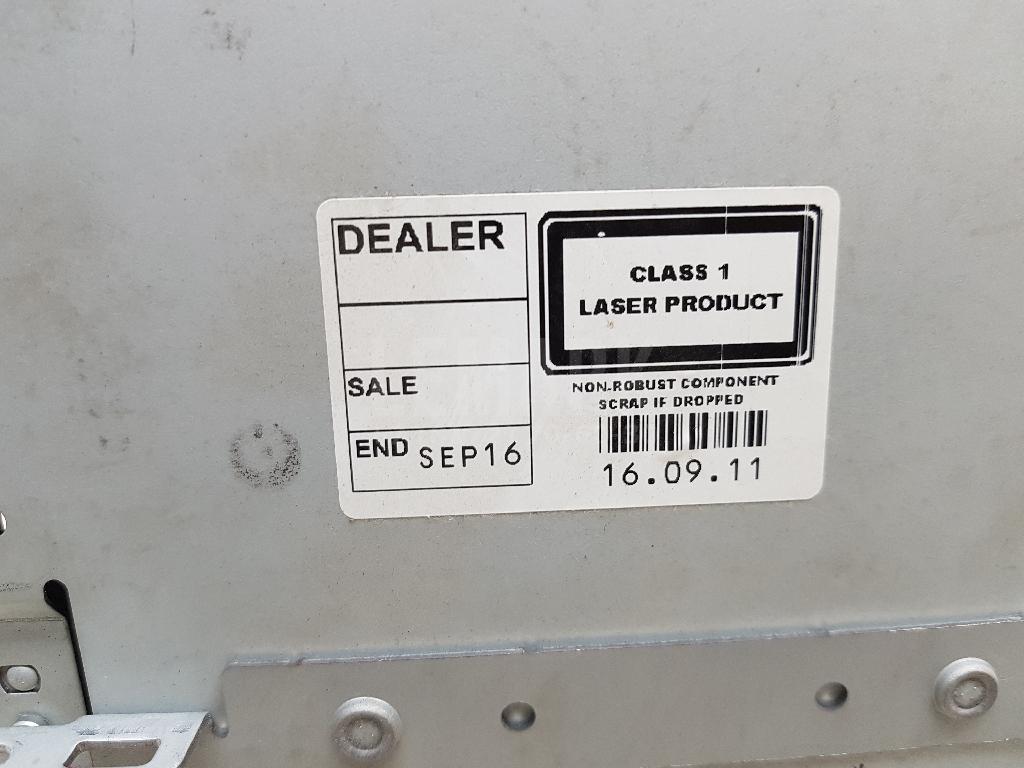 DEALER
SALE
END SEP16
CLASS 1
LASER PRODUCT
NON-ROBUST COMPONENT
SCRAP IF DROPPED
16.09.11